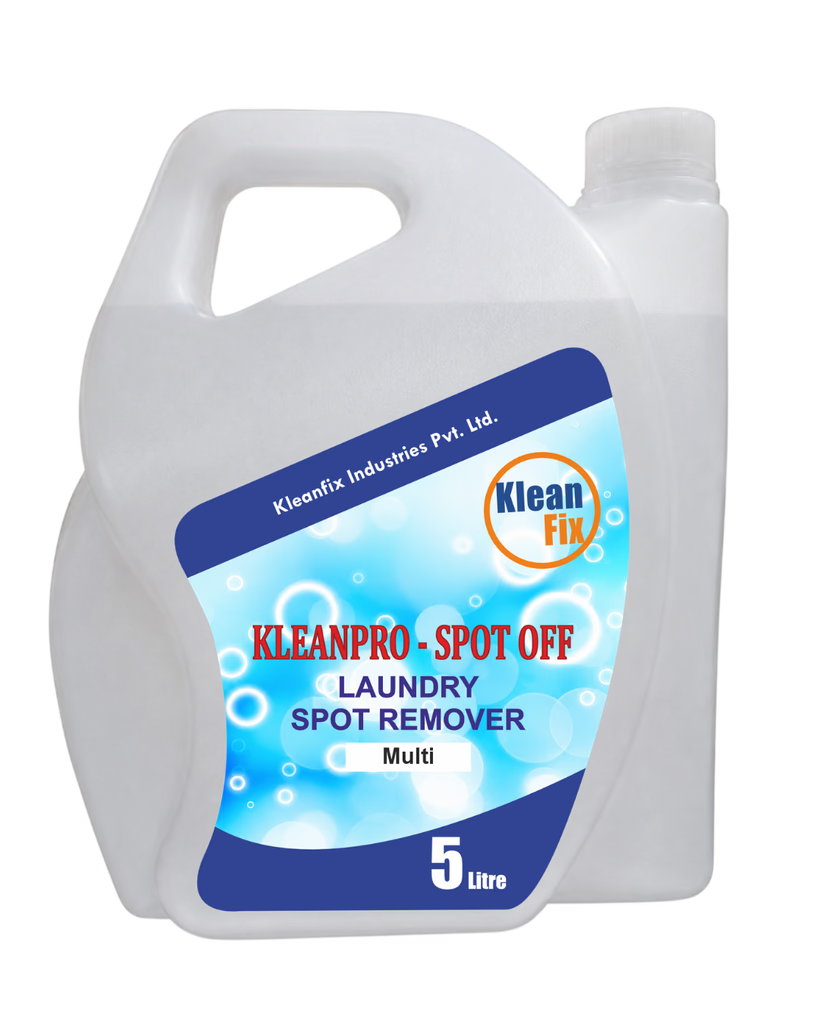 Kleanfix Industries Pvt. Ltd.
Klean
Fix
KLEANPRO - SPOT OFF
LAUNDRY
SPOT REMOVER
Multi
5 Litre